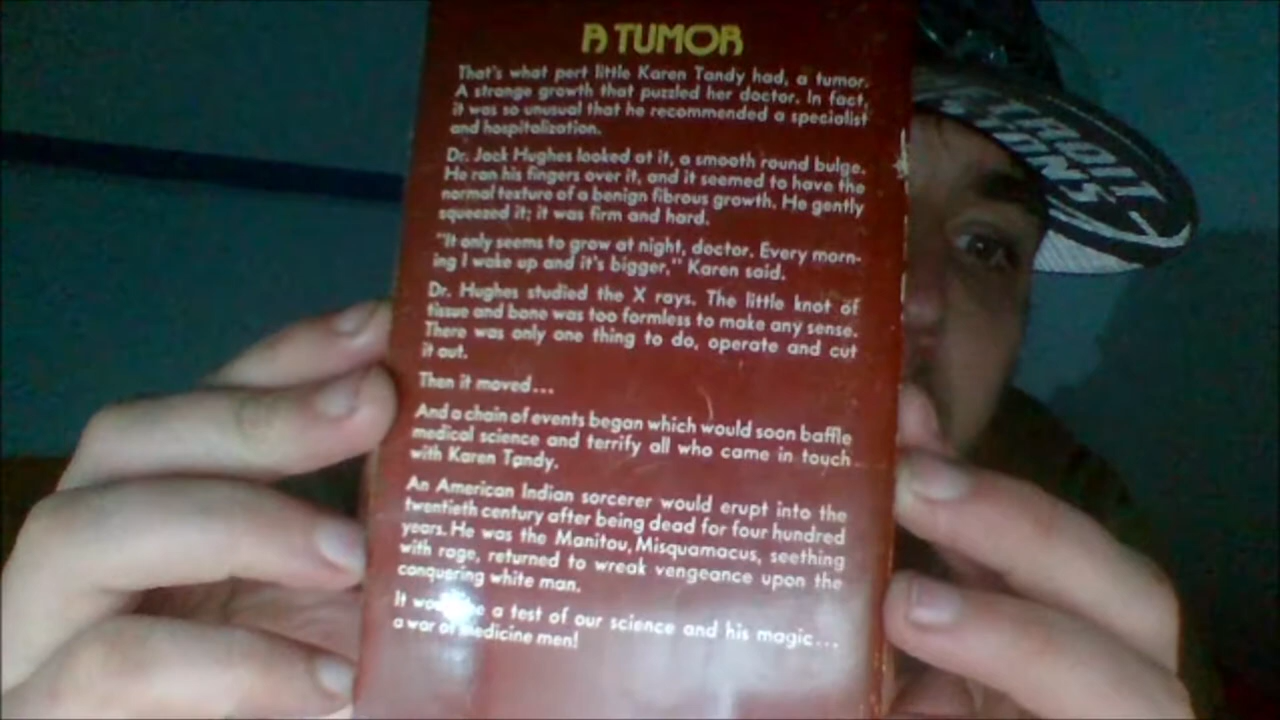 A TUMOR
That's what pert little Karen Tandy had, a tumor.
A strange growth that puzzled her doctor. In fact,
it was so unusual that he recommended a specialist
and hospitalization.
Dr. Jack Hughes looked at it, a smooth round bulge.
He ran his fingers over it, and it seemed to have the
normal texture of a benign fibrous growth. He gently
squeezed it; it was firm and hard.
"It only seems to grow at night, doctor. Every morn-
ing I wake up and it's bigger," Karen said.
Dr. Hughes studied the X rays. The little knot of
tissue and bone was too formless to make any sense.
There was only one thing to do, operate and cut
it out.
Then it moved...
And a chain of events began which would soon baffle
medical science and terrify all who came in touch
with Karen Tandy.
An American Indian sorcerer would erupt into the
twentieth century after being dead for four hundred
years. He was the Manitou, Misquamacus, seething
with rage, returned to wreak vengeance upon the
conquering white man.
It a test of our science and his magic...
a war of medicine men!